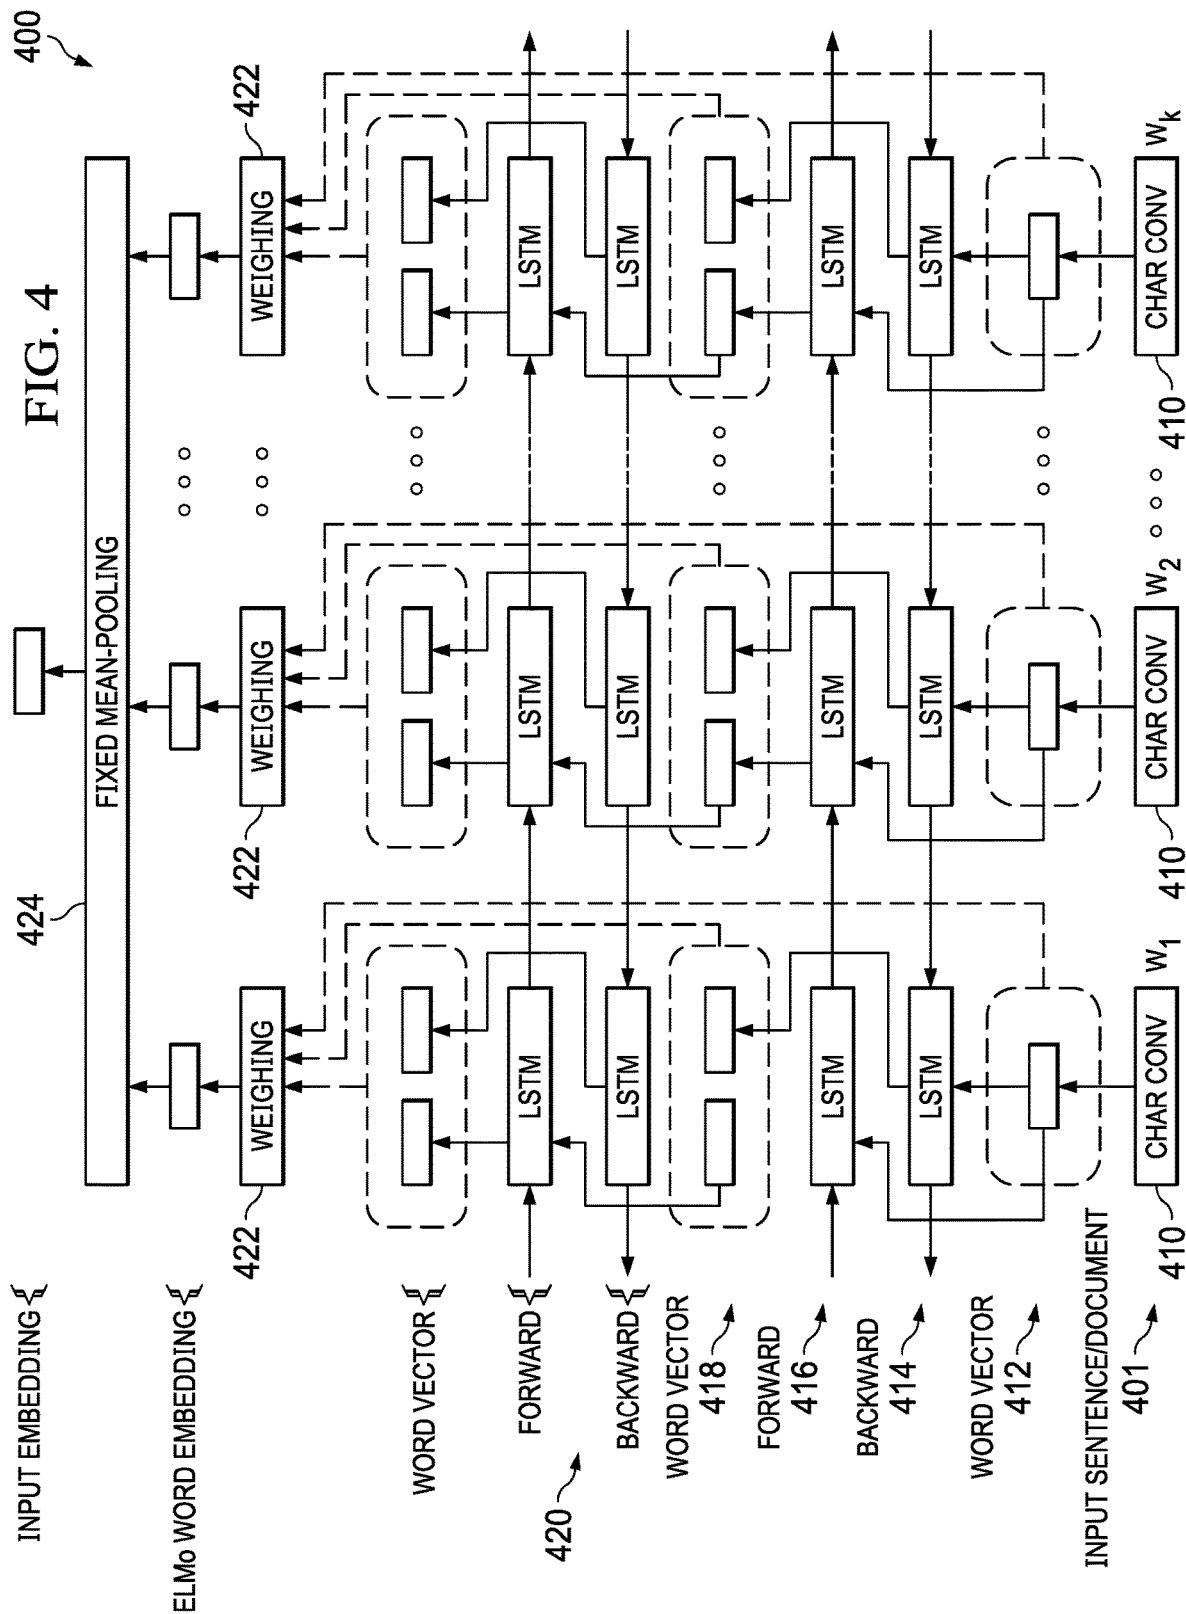 FIG. 4
400
INPUT EMBEDDING
424
FIXED MEAN-POOLING
ELMo WORD EMBEDDING
422
WEIGHING
422
WEIGHING
WEIGHING
422
WORD VECTOR
FORWARD
LSTM
LSTM
LSTM
420
BACKWARD
LSTM
LSTM
LSTM
WORD VECTOR
418
FORWARD
416
LSTM
LSTM
LSTM
BACKWARD
414
LSTM
LSTM
LSTM
WORD VECTOR
412
INPUT SENTENCE/DOCUMENT
401
CHAR CONV
W1
410
CHAR CONV
W2
410
CHAR CONV
Wk
410